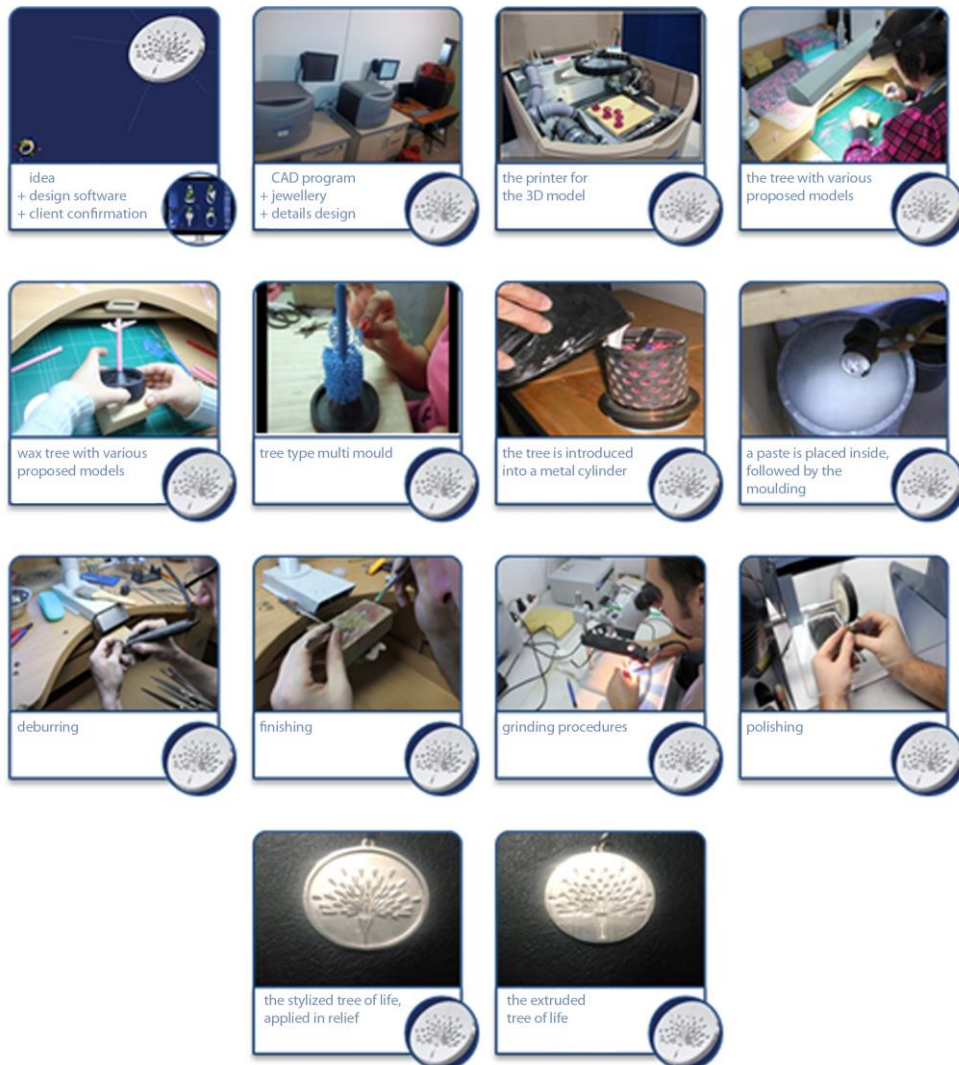 idea
+ design software
+ client confirmation
CAD program
+ jewellery
+ details design
the printer for
the 3D model
the tree with various
proposed models
wax tree with various
proposed models
tree type multi mould
the tree is introduced
into a metal cylinder
a paste is placed inside,
followed by the
moulding
deburring
finishing
grinding procedures
polishing
the stylized tree of life,
applied in relief
the extruded
tree of life